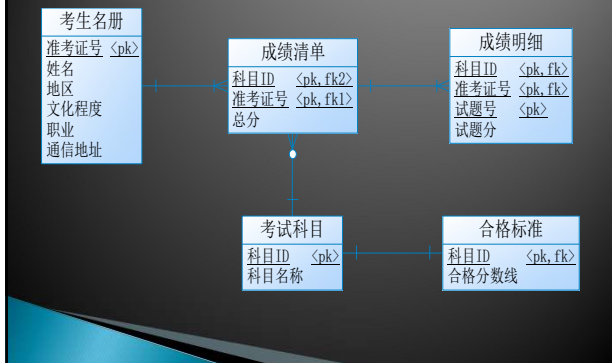 考生名册
准考证号 <pk>
姓名
地区
文化程度
职业
通信地址
成绩清单
科目ID <pk,fk2>
准考证号 <pk,fk1>
总分
成绩明细
科目ID <pk,fk>
准考证号 <pk,fk>
试题号 <pk>
试题分
考试科目
科目ID <pk>
科目名称
合格标准
科目ID <pk,fk>
合格分数线